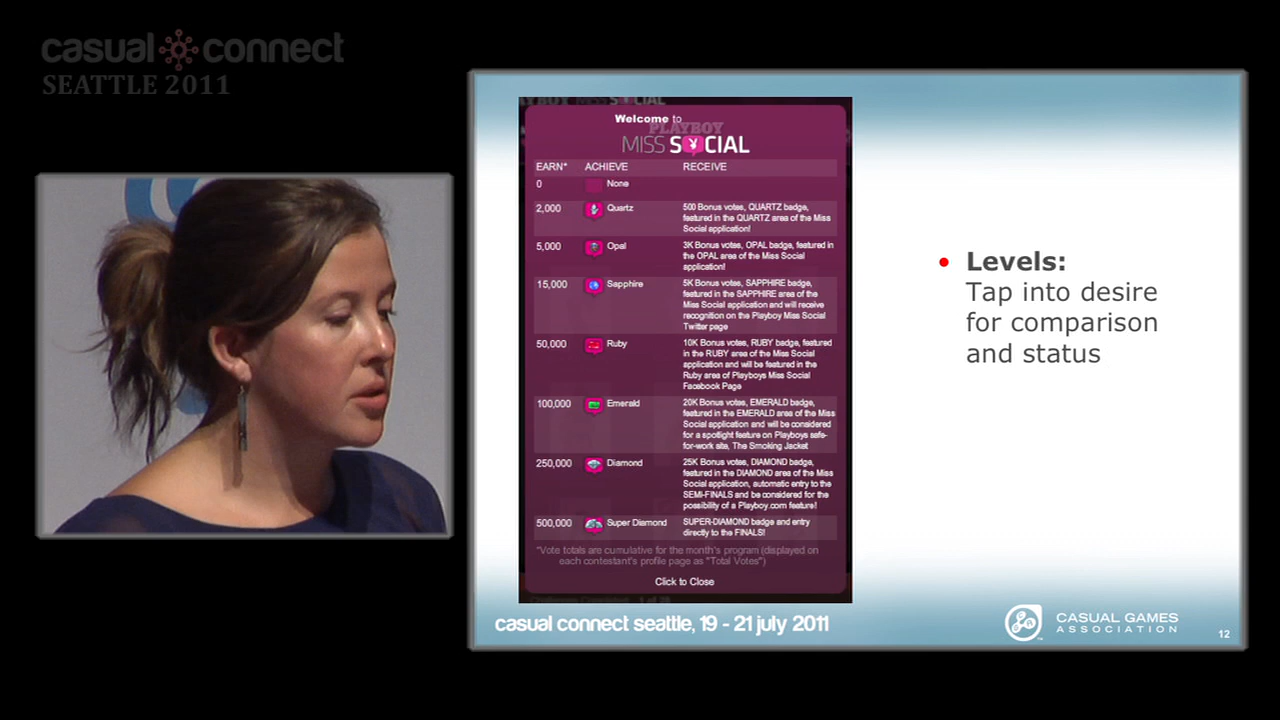 casual connect
SEATTLE 2011
Welcome to
PLAYBOY
MISS SOCIAL
EARN* ACHIEVE RECEIVE
0 None
2,000 Quartz 500 Bonus votes, QUARTZ badge,
featured in the QUARTZ area of the Miss
Social application!
5,000 Opal 3K Bonus votes, OPAL badge, featured in
the OPAL area of the Miss Social
application!
15,000 Sapphire 5K Bonus votes, SAPPHIRE badge,
featured in the SAPPHIRE area of the
Miss Social application and will receive
recognition on the Playboy Miss Social
Twitter page
50,000 Ruby 10K Bonus votes, RUBY badge, featured
in the RUBY area of the Miss Social
application and will be featured in the
Ruby area of Playboys Miss Social
Facebook Page
100,000 Emerald 20K Bonus votes, EMERALD badge,
featured in the EMERALD area of the Miss
Social application and will be considered
for a spotlight feature on Playboys safe-
for-work site, The Smoking Jacket
250,000 Diamond 25K Bonus votes, DIAMOND badge,
featured in the DIAMOND area of the Miss
Social application, automatic entry to the
SEMI-FINALS and be considered for the
possibility of a Playboy.com feature!
500,000 Super Diamond SUPER-DIAMOND badge and entry
directly to the FINALS!
*Vote totals are cumulative for the month's program (displayed on
each contestant's profile page as "Total Votes")
Click to Close
• Levels:
Tap into desire
for comparison
and status
casual connect seattle, 19 - 21 july 2011
CASUAL GAMES
ASSOCIATION
12